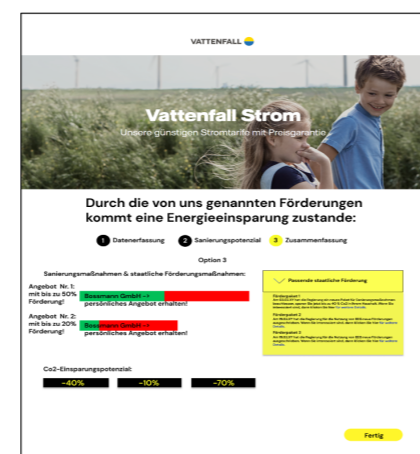 VATTENFALL
Vattenfall Strom
Unsere günstigen Stromtarife mit Preisgarantie
Durch die von uns genannten Förderungen
kommt eine Energieeinsparung zustande:
1 Datenerfassung 2 Sanierungspotenzial 3 Zusammenfassung
Option 3
Sanierungsmaßnahmen & staatliche Förderungsmaßnahmen:
Angebot Nr. 1:
mit bis zu 50%
Förderung!
Bossmann GmbH ->
persönliches Angebot erhalten!
Angebot Nr. 2:
mit bis zu 20%
Förderung!
Bossmann GmbH ->
persönliches Angebot erhalten!
Passende staatliche Förderung
Förderpaket 1
Förderpaket 2
Förderpaket 3
Co2-Einsparungspotenzial:
-40% -10% -70%
Fertig